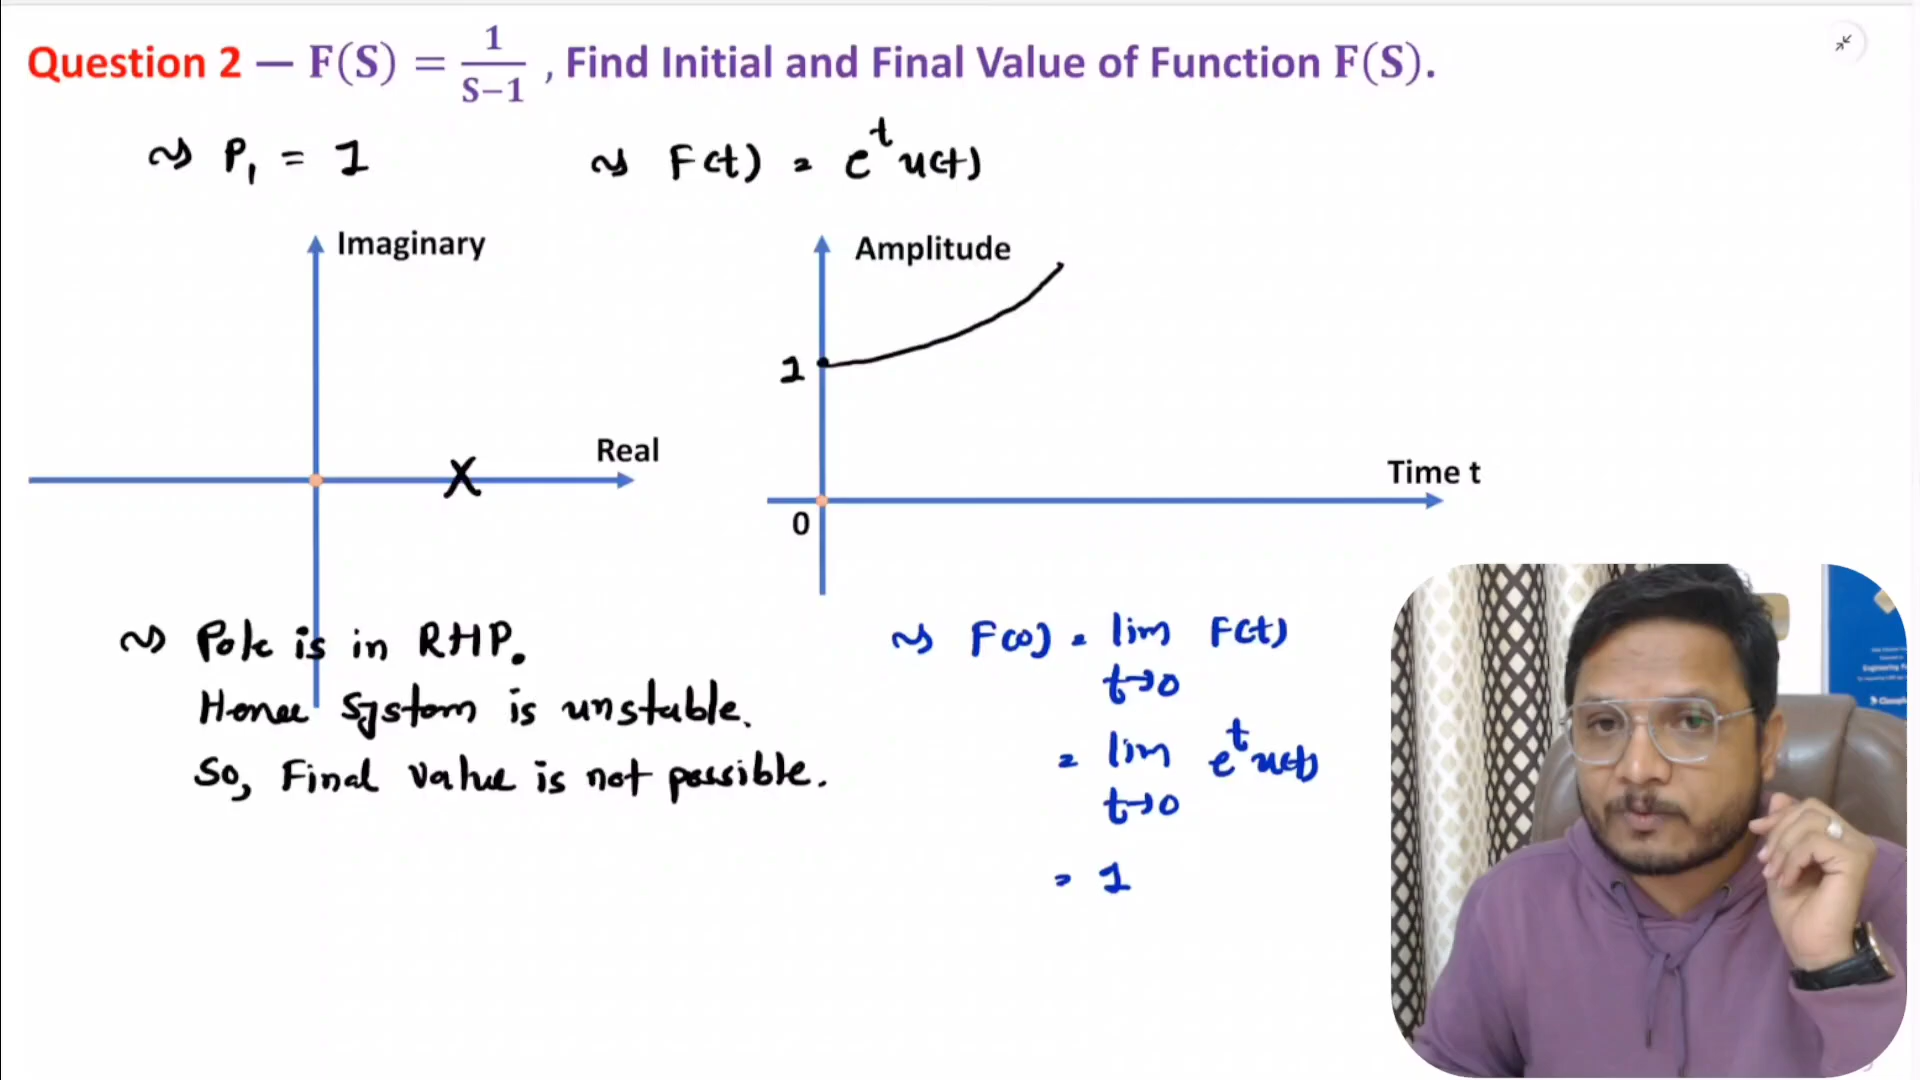 Question 2 — F(S) = 1/(S−1) , Find Initial and Final Value of Function F(S).
P₁ = 1
F(t) = e^t u(t)
Imaginary
Real
Amplitude
1
0
Time t
Pole is in RHP.
Hence System is unstable.
So, Final value is not possible.
F(0) = lim F(t)
t→0
= lim e^t u(t)
t→0
= 1